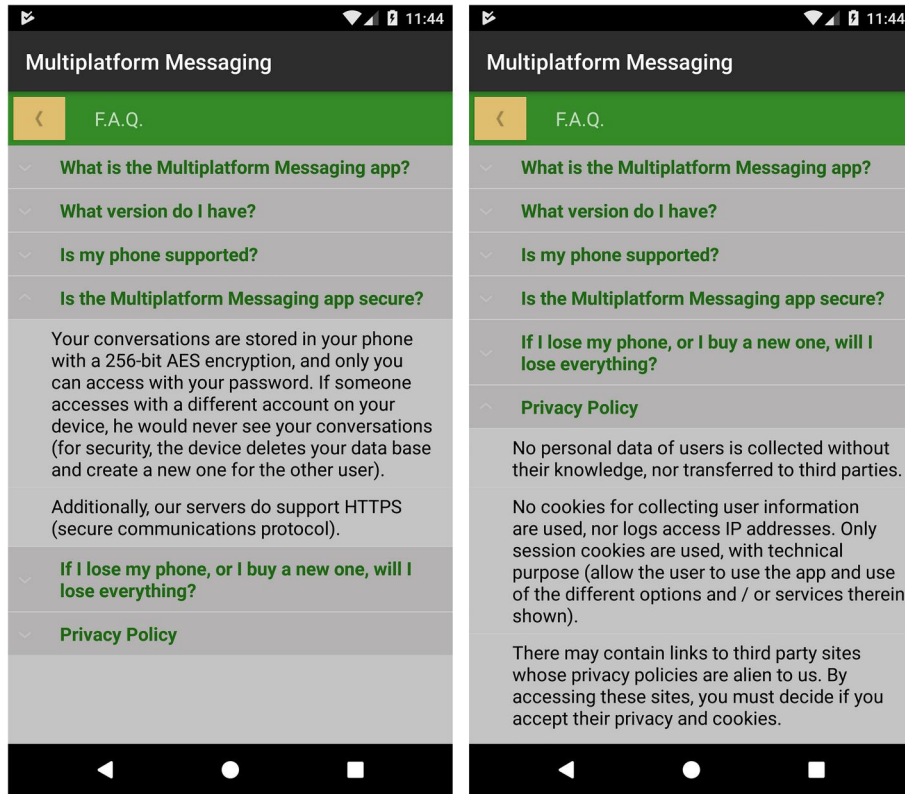 11:44
Multiplatform Messaging
F.A.Q.
What is the Multiplatform Messaging app?
What version do I have?
Is my phone supported?
Is the Multiplatform Messaging app secure?
Your conversations are stored in your phone
with a 256-bit AES encryption, and only you
can access with your password. If someone
accesses with a different account on your
device, he would never see your conversations
(for security, the device deletes your data base
and create a new one for the other user).
Additionally, our servers do support HTTPS
(secure communications protocol).
If I lose my phone, or I buy a new one, will I
lose everything?
Privacy Policy
11:44
Multiplatform Messaging
F.A.Q.
What is the Multiplatform Messaging app?
What version do I have?
Is my phone supported?
Is the Multiplatform Messaging app secure?
If I lose my phone, or I buy a new one, will I
lose everything?
Privacy Policy
No personal data of users is collected without
their knowledge, nor transferred to third parties.
No cookies for collecting user information
are used, nor logs access IP addresses. Only
session cookies are used, with technical
purpose (allow the user to use the app and use
of the different options and / or services therein
shown).
There may contain links to third party sites
whose privacy policies are alien to us. By
accessing these sites, you must decide if you
accept their privacy and cookies.